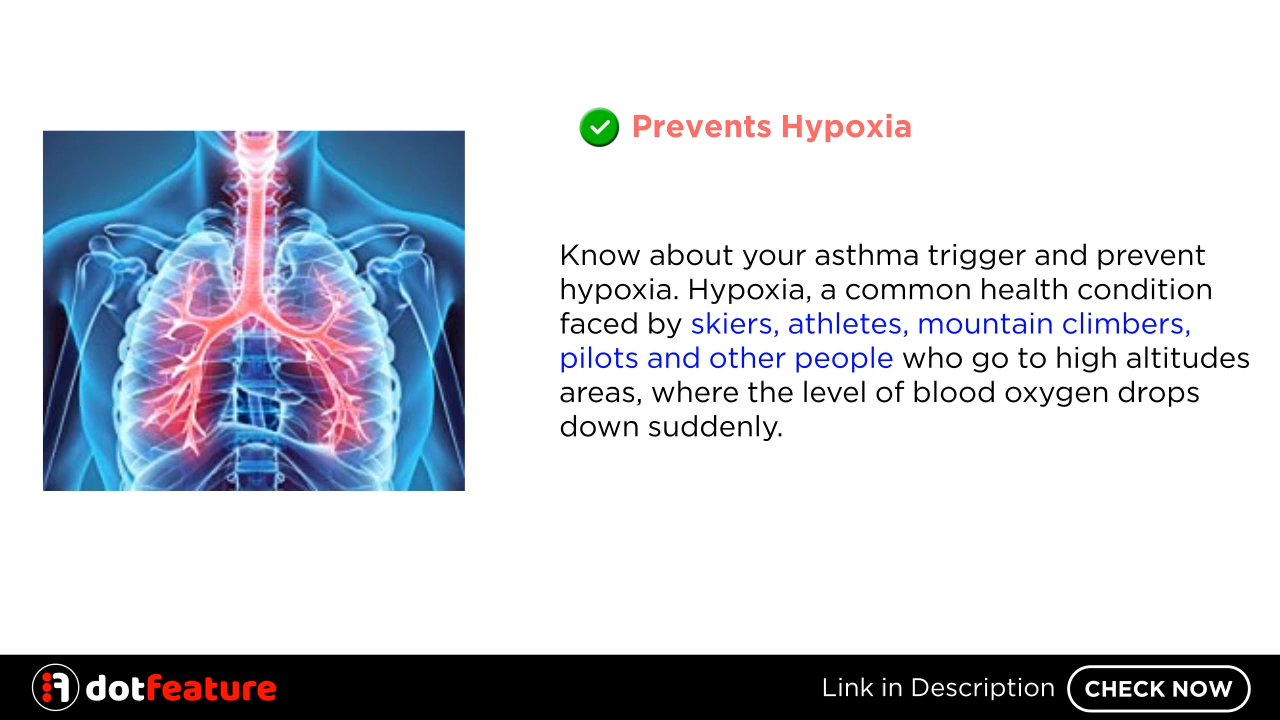 Prevents Hypoxia
Know about your asthma trigger and prevent
hypoxia. Hypoxia, a common health condition
faced by skiers, athletes, mountain climbers,
pilots and other people who go to high altitudes
areas, where the level of blood oxygen drops
down suddenly.
dotfeature
Link in Description
CHECK NOW